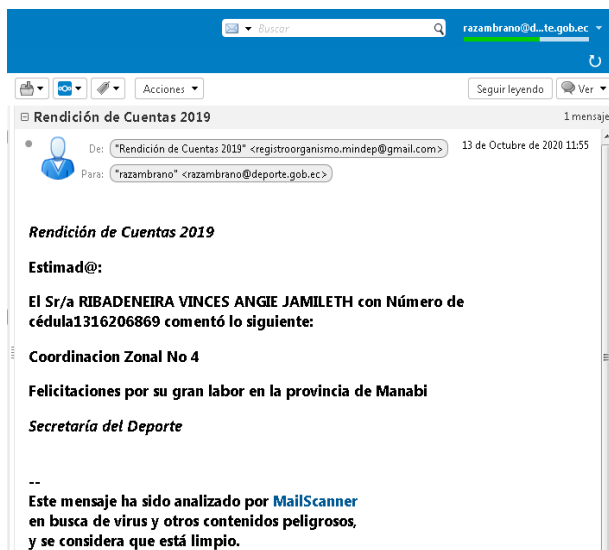 Buscar
razambrano@d...te.gob.ec
Acciones
Seguir leyendo
Ver
Rendición de Cuentas 2019
1 mensaje
De: "Rendición de Cuentas 2019" <registroorganismo.mindep@gmail.com>
13 de Octubre de 2020 11:55
Para: "razambrano" <razambrano@deporte.gob.ec>
Rendición de Cuentas 2019
Estimad@:
El Sr/a RIBADENEIRA VINCES ANGIE JAMILETH con Número de
cédula1316206869 comentó lo siguiente:
Coordinacion Zonal No 4
Felicitaciones por su gran labor en la provincia de Manabi
Secretaría del Deporte
--
Este mensaje ha sido analizado por MailScanner
en busca de virus y otros contenidos peligrosos,
y se considera que está limpio.